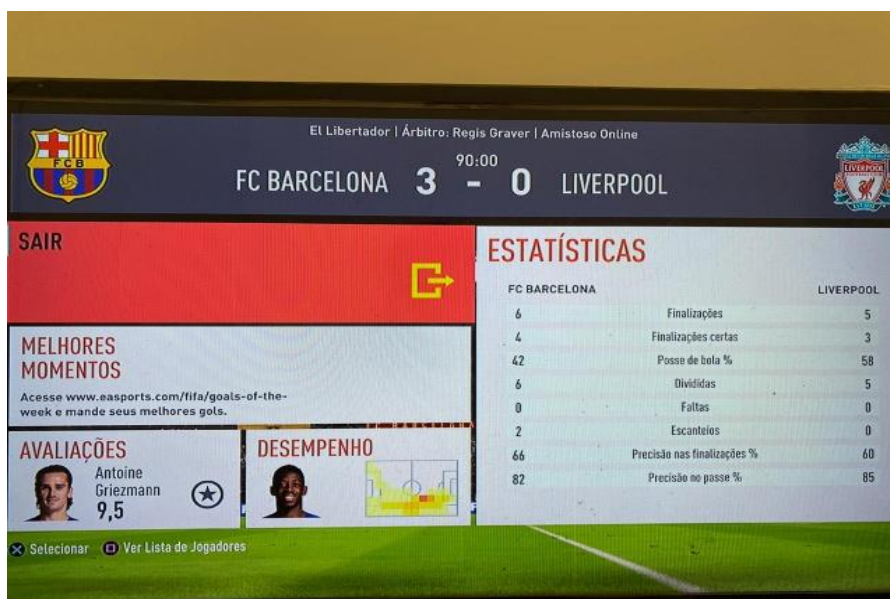 El Libertador | Árbitro: Regis Graver | Amistoso Online
90:00
FC BARCELONA 3 - 0 LIVERPOOL
FCB
LIVERPOOL
SAIR
MELHORES
MOMENTOS
Acesse www.easports.com/fifa/goals-of-the-
week e mande seus melhores gols.
AVALIAÇÕES
Antoine
Griezmann
9,5
DESEMPENHO
ESTATÍSTICAS
FC BARCELONA LIVERPOOL
6 Finalizações 5
4 Finalizações certas 3
42 Posse de bola % 58
6 Divididas 5
0 Faltas 0
2 Escanteios 0
66 Precisão nas finalizações % 60
82 Precisão no passe % 85
Selecionar Ver Lista de Jogadores